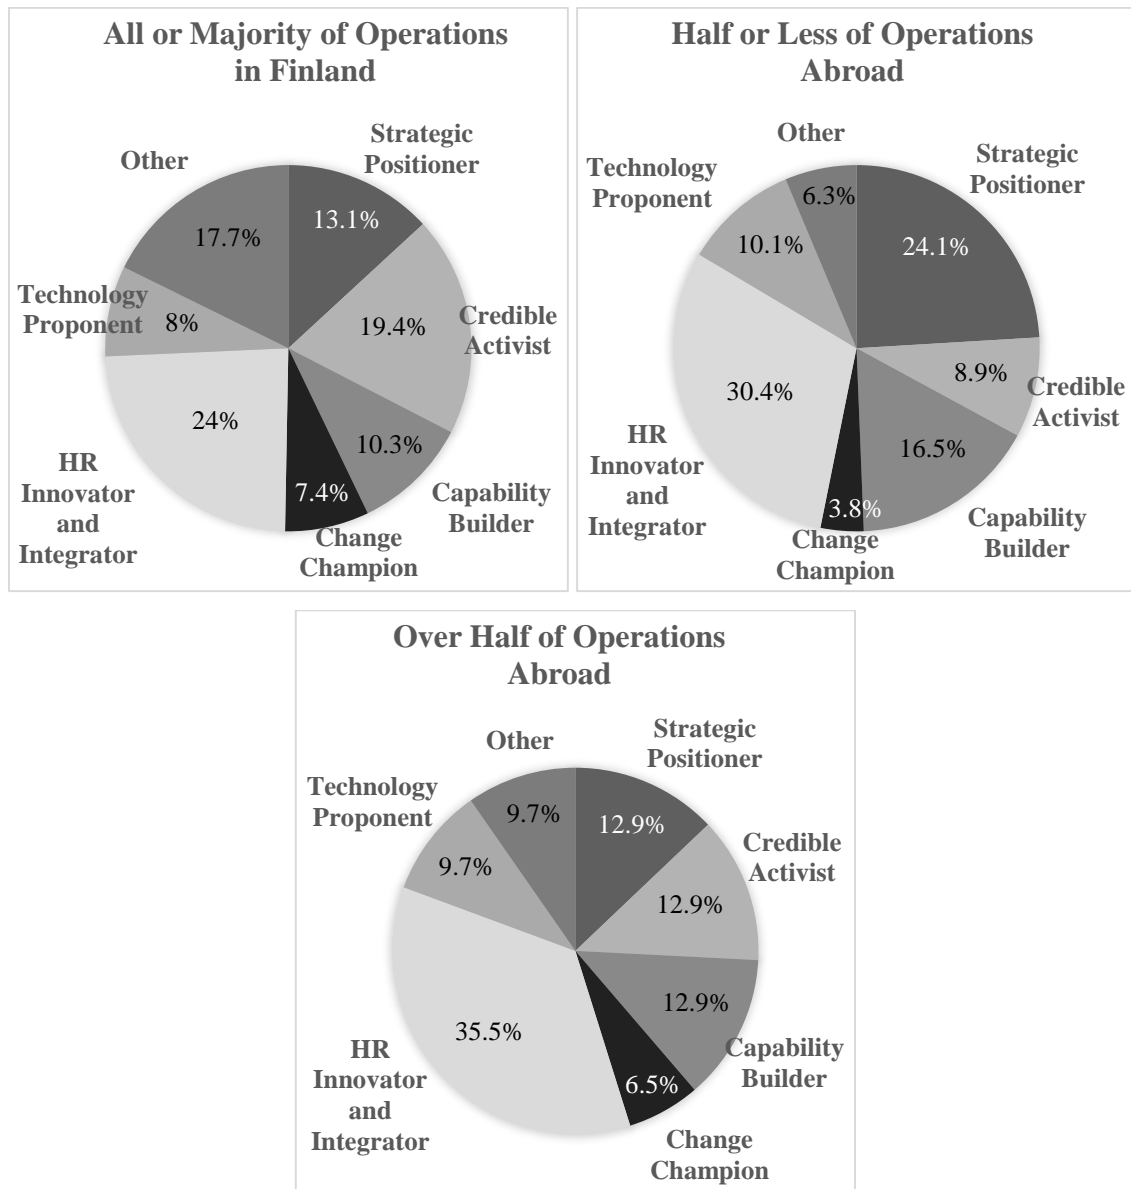 All or Majority of Operations
in Finland
Other
Strategic
Positioner
13.1%
17.7%
Technology
Proponent
8%
19.4%
Credible
Activist
24%
10.3%
HR
Innovator
and
Integrator
7.4%
Capability
Builder
Change
Champion
Half or Less of Operations
Abroad
Other
Strategic
Positioner
Technology
Proponent
6.3%
10.1%
24.1%
8.9%
Credible
Activist
30.4%
16.5%
HR
Innovator
and
Integrator
3.8%
Capability
Builder
Change
Champion
Over Half of Operations
Abroad
Other
Strategic
Positioner
Technology
Proponent
9.7%
12.9%
Credible
Activist
9.7%
12.9%
12.9%
35.5%
HR
Innovator
and
Integrator
Capability
Builder
6.5%
Change
Champion